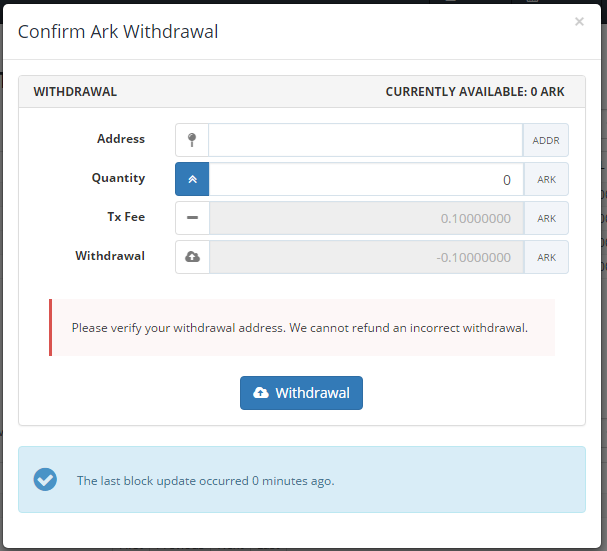 Confirm Ark Withdrawal
×
WITHDRAWAL CURRENTLY AVAILABLE: 0 ARK
Address ADDR
Quantity 0 ARK
Tx Fee 0.10000000 ARK
Withdrawal -0.10000000 ARK
Please verify your withdrawal address. We cannot refund an incorrect withdrawal.
Withdrawal
The last block update occurred 0 minutes ago.